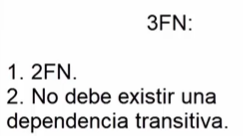 3FN:
1. 2FN.
2. No debe existir una
dependencia transitiva.